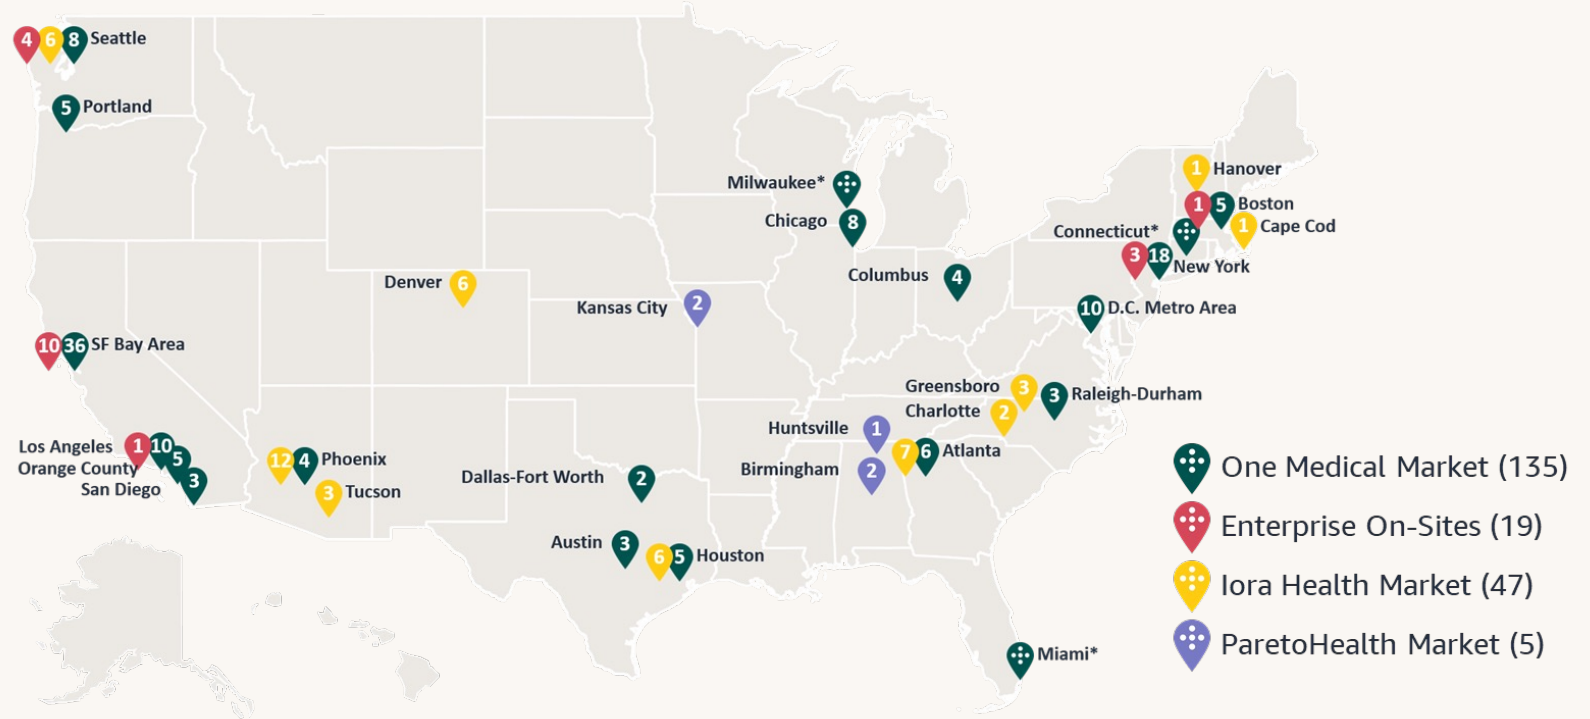 4 6 8 Seattle
5 Portland
1 Hanover
Milwaukee*
1 5 Boston
Chicago 8
Connecticut*
1 Cape Cod
3 18 New York
Columbus 4
Denver 6
Kansas City 2
10 D.C. Metro Area
10 36 SF Bay Area
Greensboro 3
3 Raleigh-Durham
Charlotte 2
Huntsville 1
Los Angeles 1 10
Orange County 5
San Diego 3
12 4 Phoenix
7 6 Atlanta
Birmingham 2
Dallas-Fort Worth 2
3 Tucson
Austin 3
6 5 Houston
Miami*
One Medical Market (135)
Enterprise On-Sites (19)
Iora Health Market (47)
ParetoHealth Market (5)